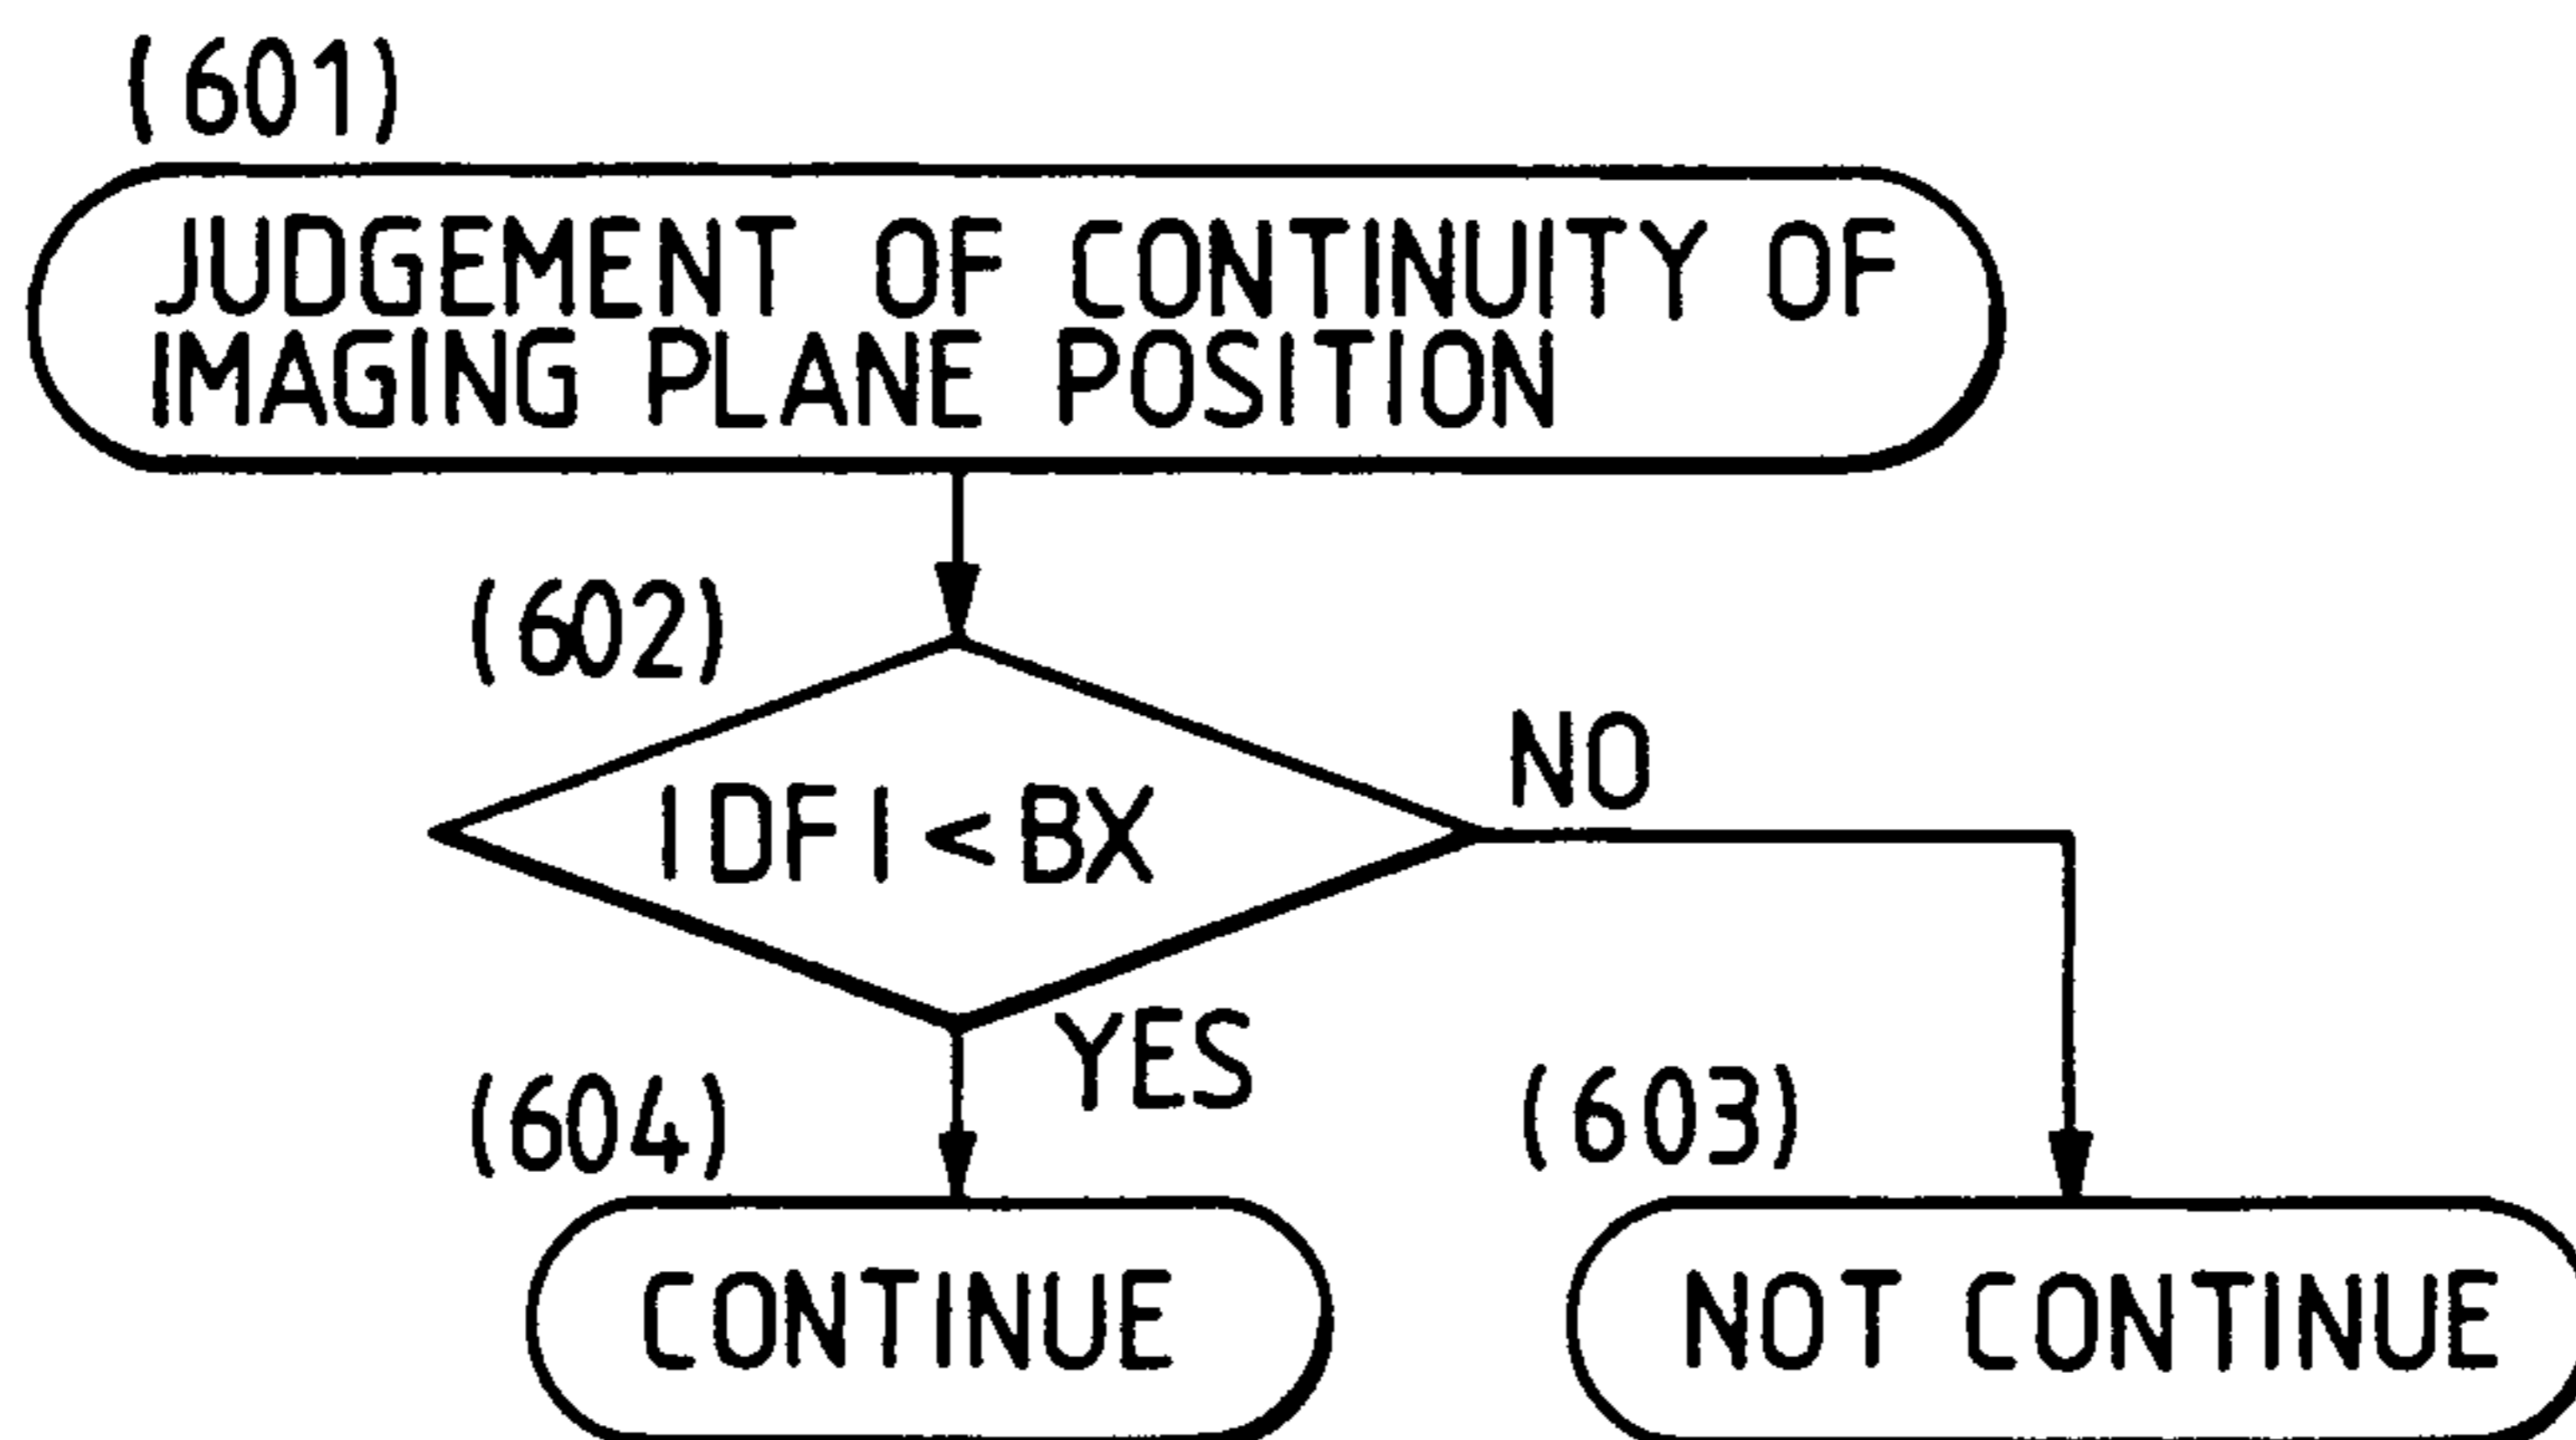 (601)
JUDGEMENT OF CONTINUITY OF
IMAGING PLANE POSITION
(602)
|DF|<BX
NO
YES
(604)
(603)
CONTINUE
NOT CONTINUE